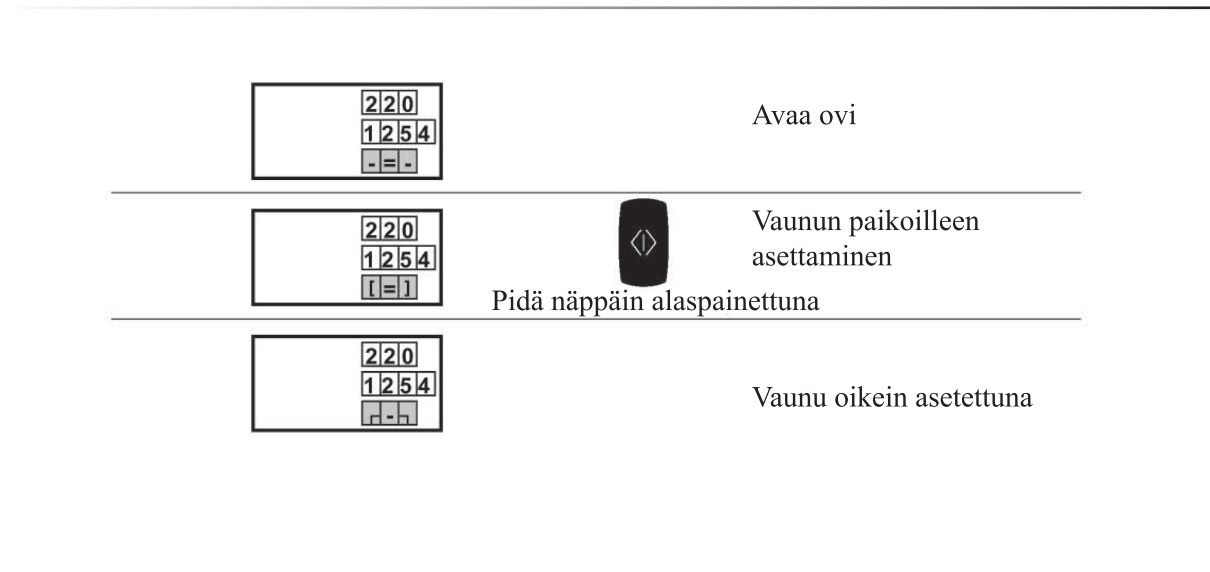 220
1254
-=-
Avaa ovi
220
1254
[=]
Vaunun paikoilleen
asettaminen
Pidä näppäin alaspainettuna
220
1254
┌-┐
Vaunu oikein asetettuna